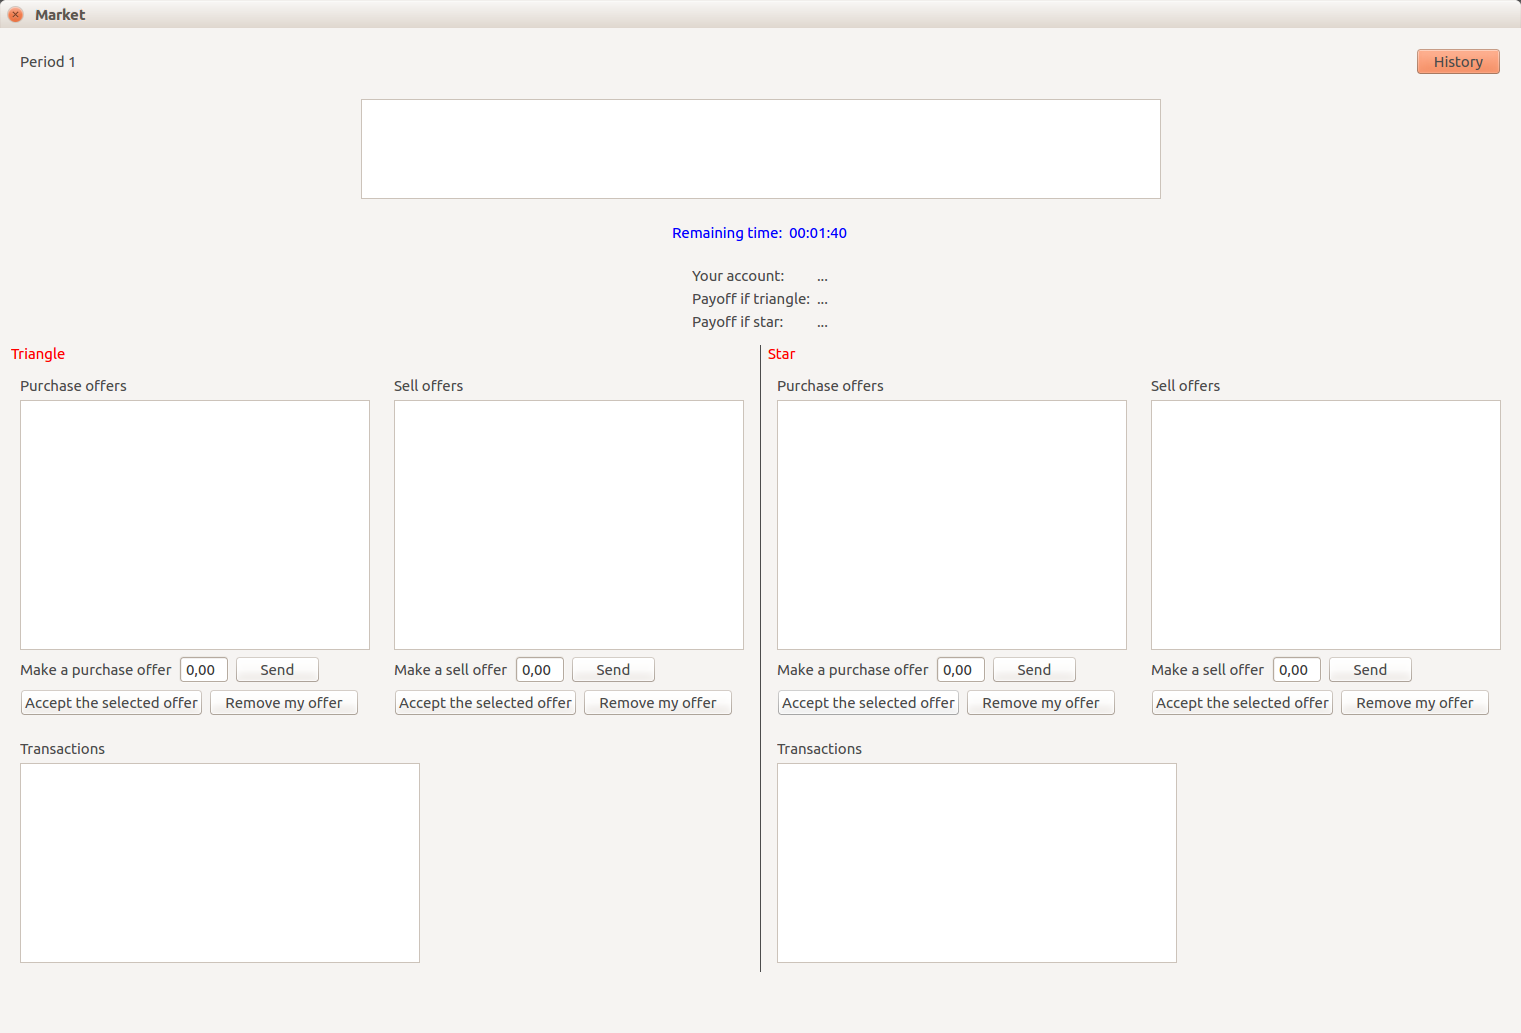 Market
Period 1
History
Remaining time: 00:01:40
Your account: ...
Payoff if triangle: ...
Payoff if star: ...
Triangle
Purchase offers
Sell offers
Make a purchase offer 0,00 Send
Make a sell offer 0,00 Send
Accept the selected offer Remove my offer
Accept the selected offer Remove my offer
Transactions
Star
Purchase offers
Sell offers
Make a purchase offer 0,00 Send
Make a sell offer 0,00 Send
Accept the selected offer Remove my offer
Accept the selected offer Remove my offer
Transactions